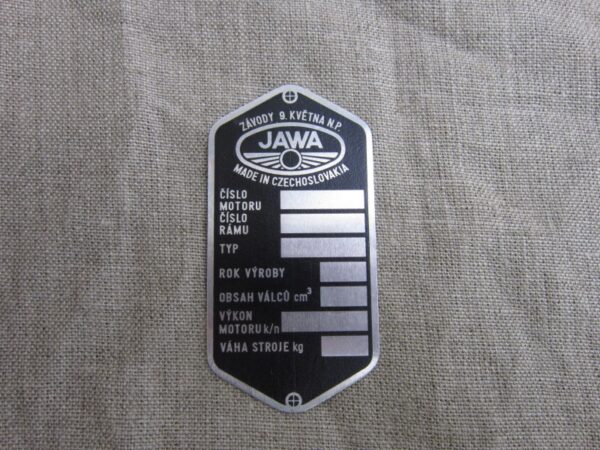 ZÁVODY 9. KVĚTNA N.P.
JAWA
MADE IN CZECHOSLOVAKIA
ČÍSLO
MOTORU
ČÍSLO
RÁMU
TYP
ROK VÝROBY
OBSAH VÁLCŮ cm³
VÝKON
MOTORU k/n
VÁHA STROJE kg